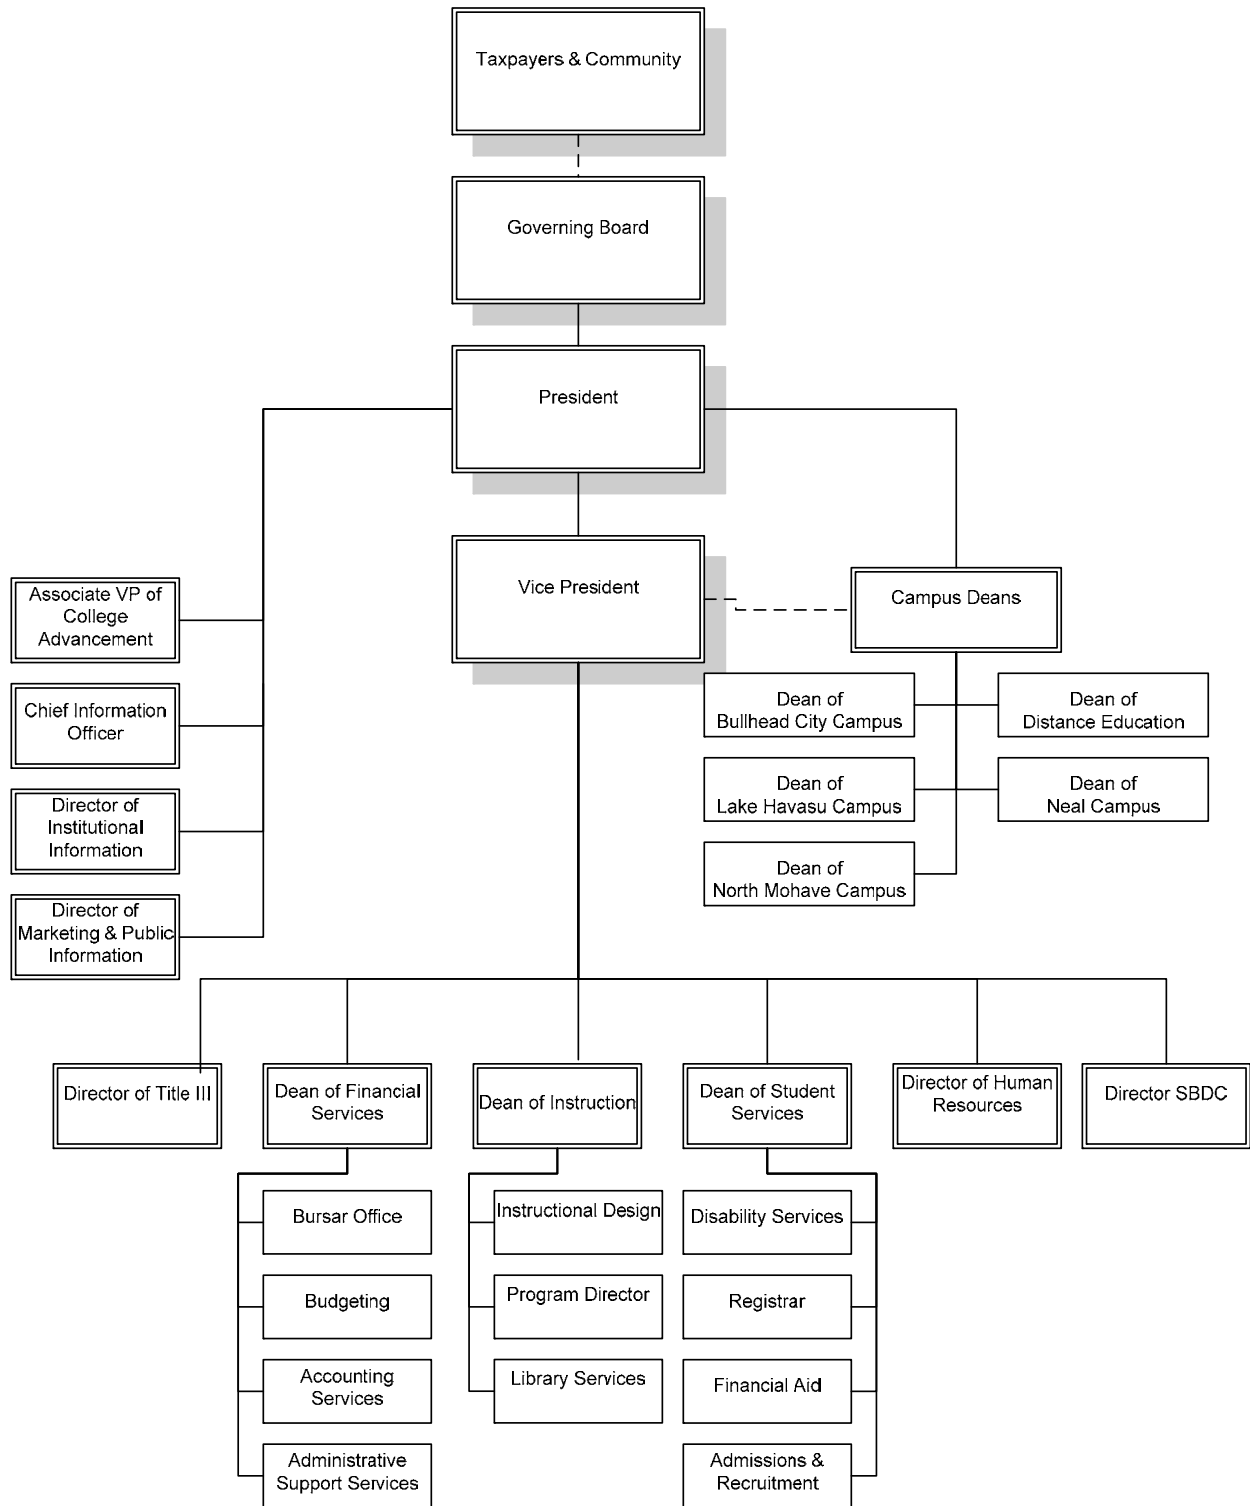 Taxpayers & Community
Governing Board
President
Vice President
Associate VP of
College
Advancement
Chief Information
Officer
Director of
Institutional
Information
Director of
Marketing & Public
Information
Campus Deans
Dean of
Bullhead City Campus
Dean of
Distance Education
Dean of
Lake Havasu Campus
Dean of
Neal Campus
Dean of
North Mohave Campus
Director of Title III
Dean of Financial
Services
Dean of Instruction
Dean of Student
Services
Director of Human
Resources
Director SBDC
Bursar Office
Budgeting
Accounting
Services
Administrative
Support Services
Instructional Design
Program Director
Library Services
Disability Services
Registrar
Financial Aid
Admissions &
Recruitment